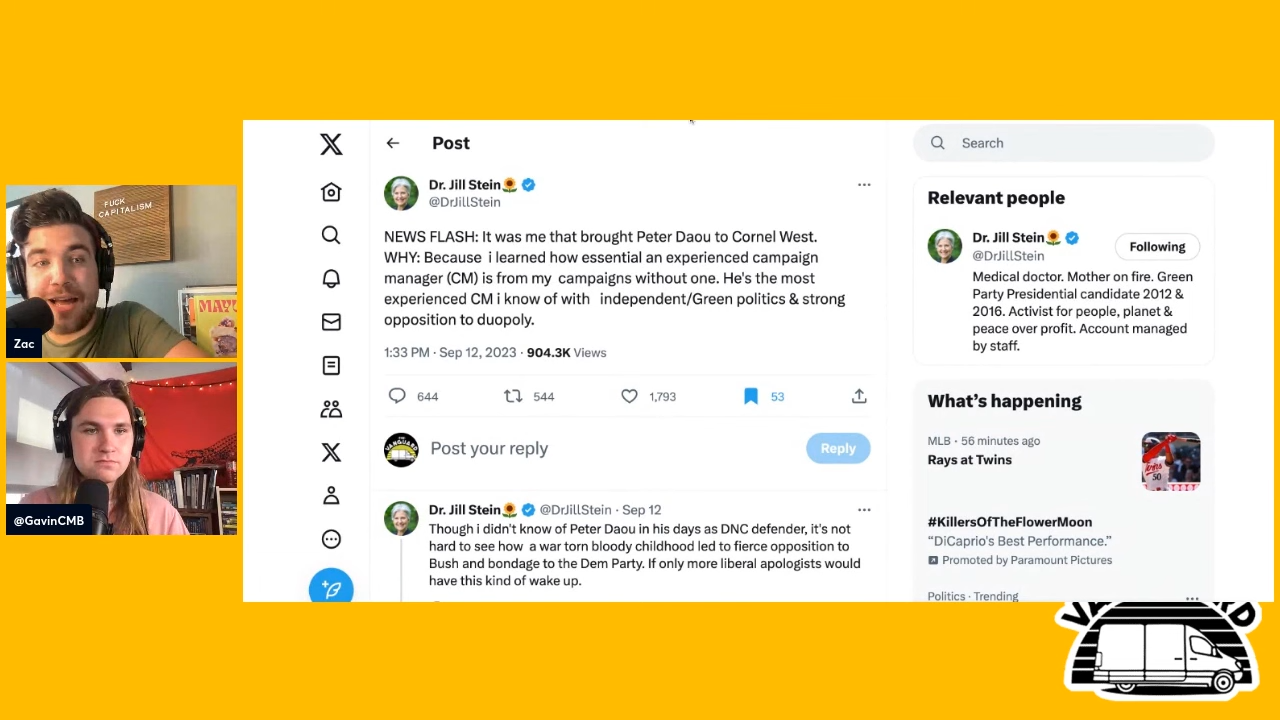 FUCK
CAPITALISM
MAYO
Zac
@GavinCMB
Post
Dr. Jill Stein🌻
@DrJillStein
NEWS FLASH: It was me that brought Peter Daou to Cornel West.
WHY: Because i learned how essential an experienced campaign
manager (CM) is from my campaigns without one. He's the most
experienced CM i know of with independent/Green politics & strong
opposition to duopoly.
1:33 PM · Sep 12, 2023 · 904.3K Views
644 544 1,793 53
THE
VANGUARD
Post your reply
Reply
Dr. Jill Stein🌻 @DrJillStein · Sep 12
Though i didn't know of Peter Daou in his days as DNC defender, it's not
hard to see how a war torn bloody childhood led to fierce opposition to
Bush and bondage to the Dem Party. If only more liberal apologists would
have this kind of wake up.
Search
Relevant people
Dr. Jill Stein🌻
@DrJillStein
Following
Medical doctor. Mother on fire. Green
Party Presidential candidate 2012 &
2016. Activist for people, planet &
peace over profit. Account managed
by staff.
What's happening
MLB · 56 minutes ago
Rays at Twins
50
#KillersOfTheFlowerMoon
“DiCaprio's Best Performance.”
Promoted by Paramount Pictures
Politics · Trending